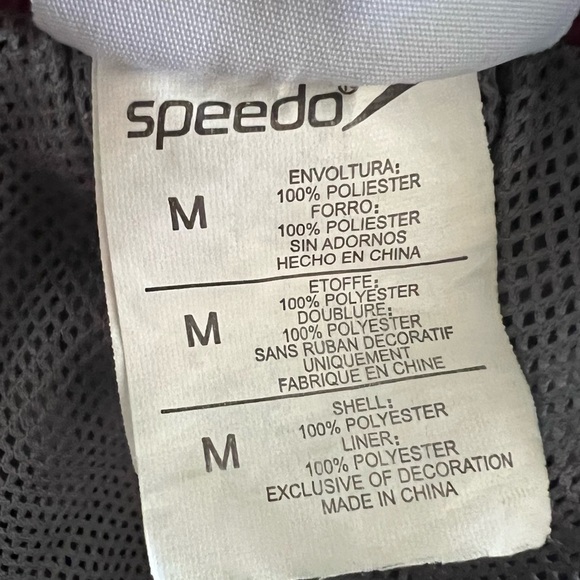 speedo®
M
ENVOLTURA:
100% POLIESTER
FORRO:
100% POLIESTER
SIN ADORNOS
HECHO EN CHINA
M
ETOFFE:
100% POLYESTER
DOUBLURE:
100% POLYESTER
SANS RUBAN DECORATIF
UNIQUEMENT
FABRIQUE EN CHINE
M
SHELL:
100% POLYESTER
LINER:
100% POLYESTER
EXCLUSIVE OF DECORATION
MADE IN CHINA